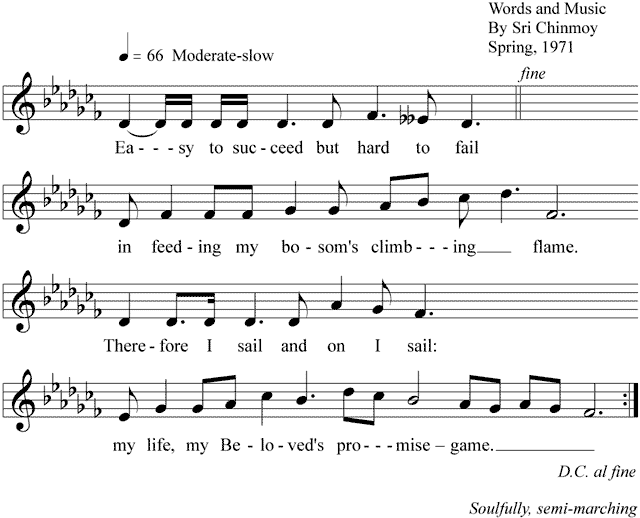 Words and Music
By Sri Chinmoy
Spring, 1971
= 66 Moderate-slow
fine
Ea - - - sy to suc-ceed but hard to fail
in feed-ing my bo-som's climb - - - ing____ flame.
There-fore I sail and on I sail:
my life, my Be - lo-ved's pro - - - mise – game.__________
D.C. al fine
Soulfully, semi-marching